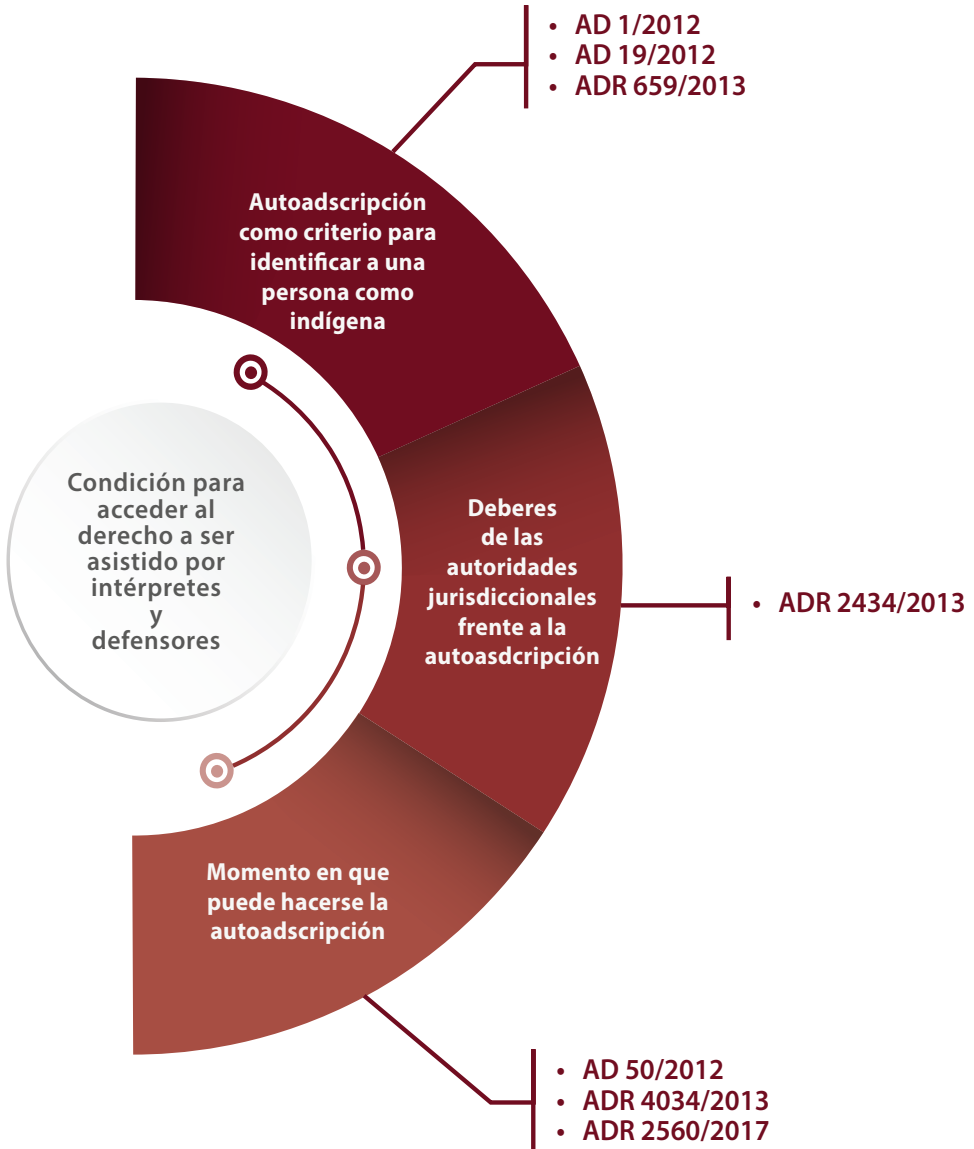 • AD 1/2012
• AD 19/2012
• ADR 659/2013
Autoadscripción
como criterio para
identificar a una
persona como
indígena
Condición para
acceder al
derecho a ser
asistido por
intérpretes
y
defensores
Deberes
de las
autoridades
jurisdiccionales
frente a la
autoasdcripción
• ADR 2434/2013
Momento en que
puede hacerse la
autoadscripción
• AD 50/2012
• ADR 4034/2013
• ADR 2560/2017